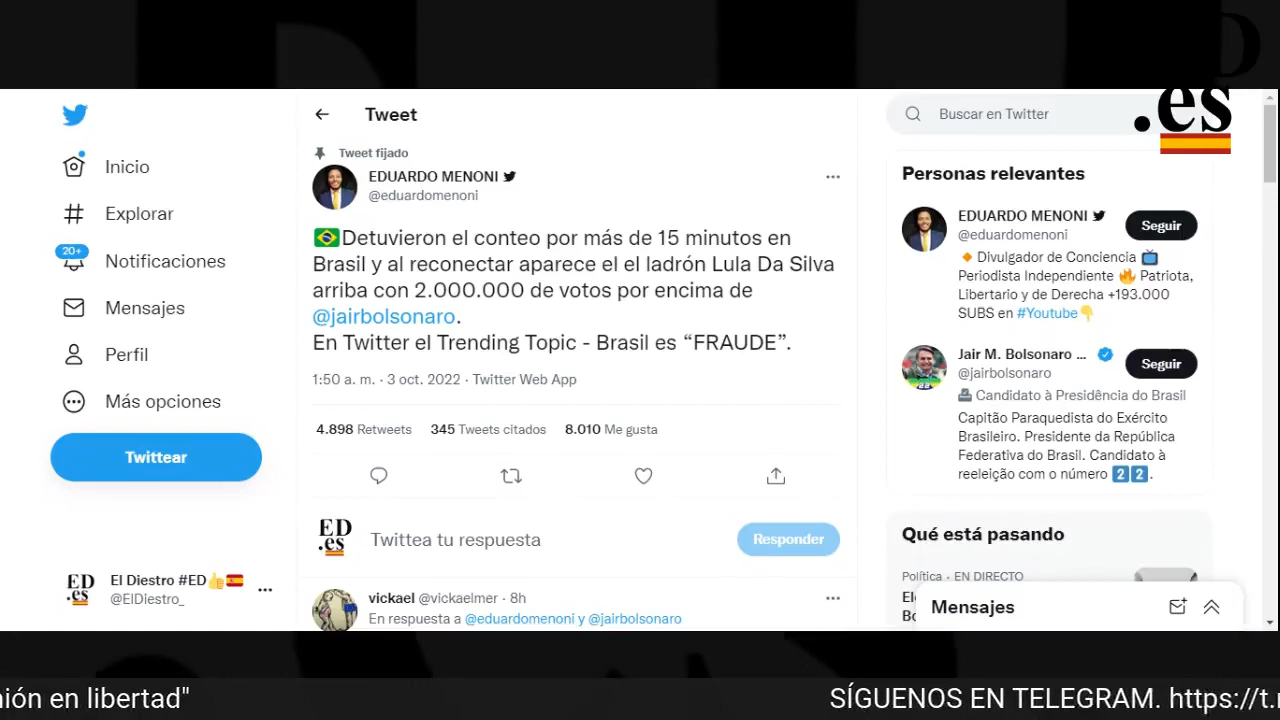 .es
Inicio
Explorar
20+
Notificaciones
Mensajes
Perfil
Más opciones
Twittear
El Diestro #ED👍🇪🇸
@ElDiestro_
Tweet
Tweet fijado
EDUARDO MENONI
@eduardomenoni
🇧🇷Detuvieron el conteo por más de 15 minutos en
Brasil y al reconectar aparece el el ladrón Lula Da Silva
arriba con 2.000.000 de votos por encima de
@jairbolsonaro.
En Twitter el Trending Topic - Brasil es “FRAUDE”.
1:50 a. m. · 3 oct. 2022 · Twitter Web App
4.898 Retweets 345 Tweets citados 8.010 Me gusta
ED
.es
Twittea tu respuesta
Responder
vickael @vickaelmer · 8h
En respuesta a @eduardomenoni y @jairbolsonaro
Buscar en Twitter
Personas relevantes
EDUARDO MENONI
@eduardomenoni
Seguir
🔸Divulgador de Conciencia 📺
Periodista Independiente 🔥 Patriota,
Libertario y de Derecha +193.000
SUBS en #Youtube👇
Jair M. Bolsonaro ...
@jairbolsonaro
Seguir
Candidato à Presidência do Brasil
Capitão Paraquedista do Exército
Brasileiro. Presidente da República
Federativa do Brasil. Candidato à
reeleição com o número 2️⃣2️⃣.
Qué está pasando
Política · EN DIRECTO
Mensajes
ED
.es
nión en libertad"
SÍGUENOS EN TELEGRAM. https://t.